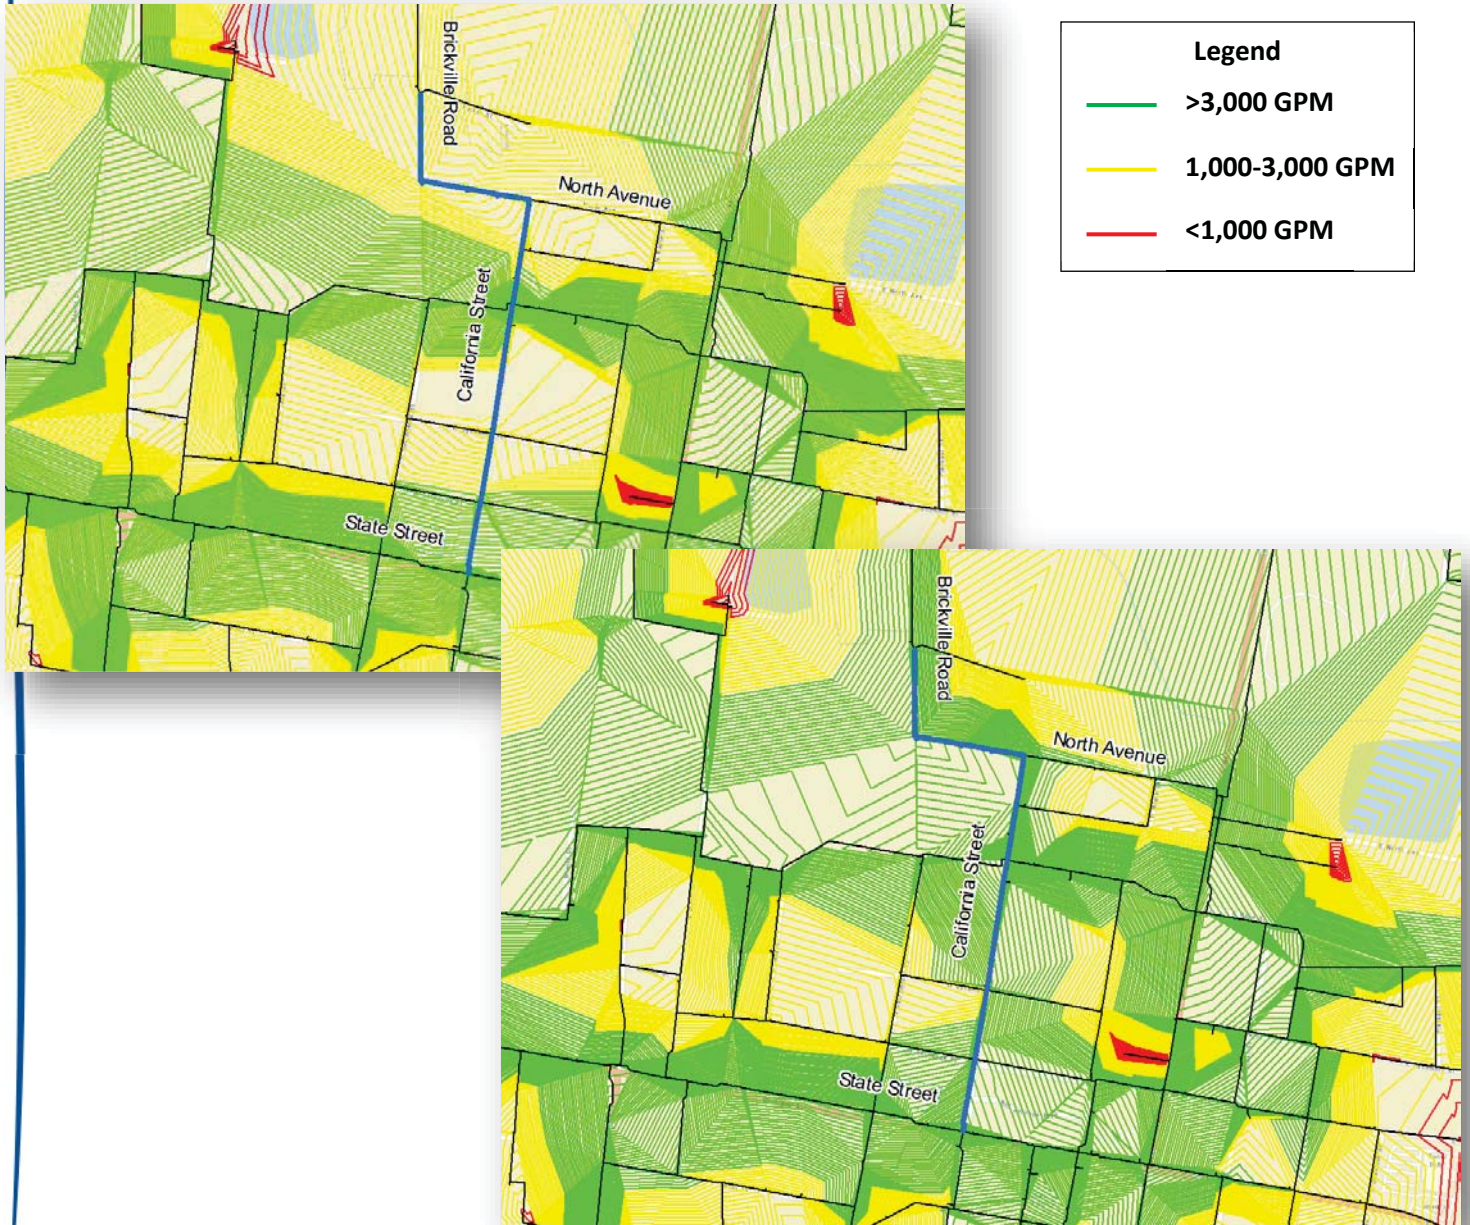 Legend
>3,000 GPM
1,000-3,000 GPM
<1,000 GPM
Brickville Road
North Avenue
California Street
State Street
Brickville Road
North Avenue
California Street
State Street